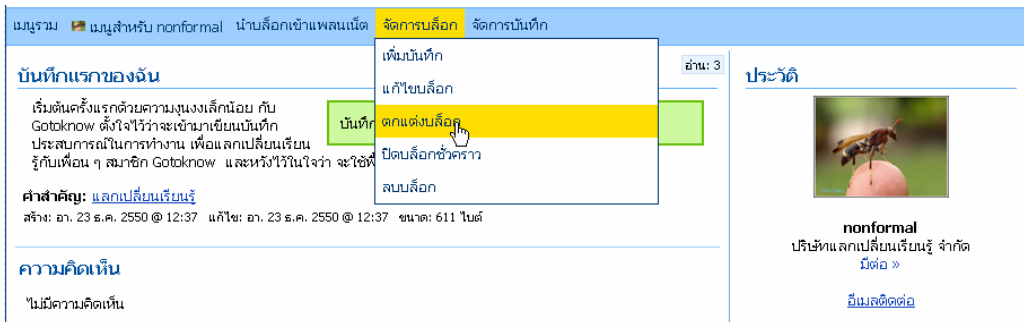 เมนูรวม เมนูสำหรับ nonformal นำบล็อกเข้าแพลนเน็ต จัดการบล็อก จัดการบันทึก
เพิ่มบันทึก
แก้ไขบล็อก
ตกแต่งบล็อก
ปิดบล็อกชั่วคราว
ลบบล็อก
อ่าน: 3
บันทึกแรกของฉัน
เริ่มต้นครั้งแรกด้วยความงุนงงเล็กน้อย กับ
Gotoknow ตั้งใจไว้ว่าจะเข้ามาเขียนบันทึก
ประสบการณ์ในการทำงาน เพื่อแลกเปลี่ยนเรียน
รู้กับเพื่อน ๆ สมาชิก Gotoknow และหวังไว้ในใจว่า จะใช้
คำสำคัญ: แลกเปลี่ยนเรียนรู้
สร้าง: อา. 23 ธ.ค. 2550 @ 12:37 แก้ไข: อา. 23 ธ.ค. 2550 @ 12:37 ขนาด: 611 ไบต์
ความคิดเห็น
ไม่มีความคิดเห็น
ประวัติ
nonformal
บริษัทแลกเปลี่ยนเรียนรู้ จำกัด
มีต่อ »
อีเมลติดต่อ